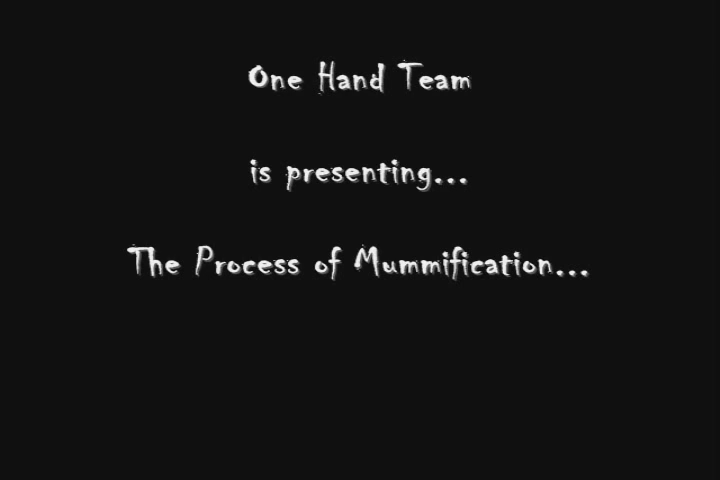 One Hand Team
is presenting...
The Process of Mummification...